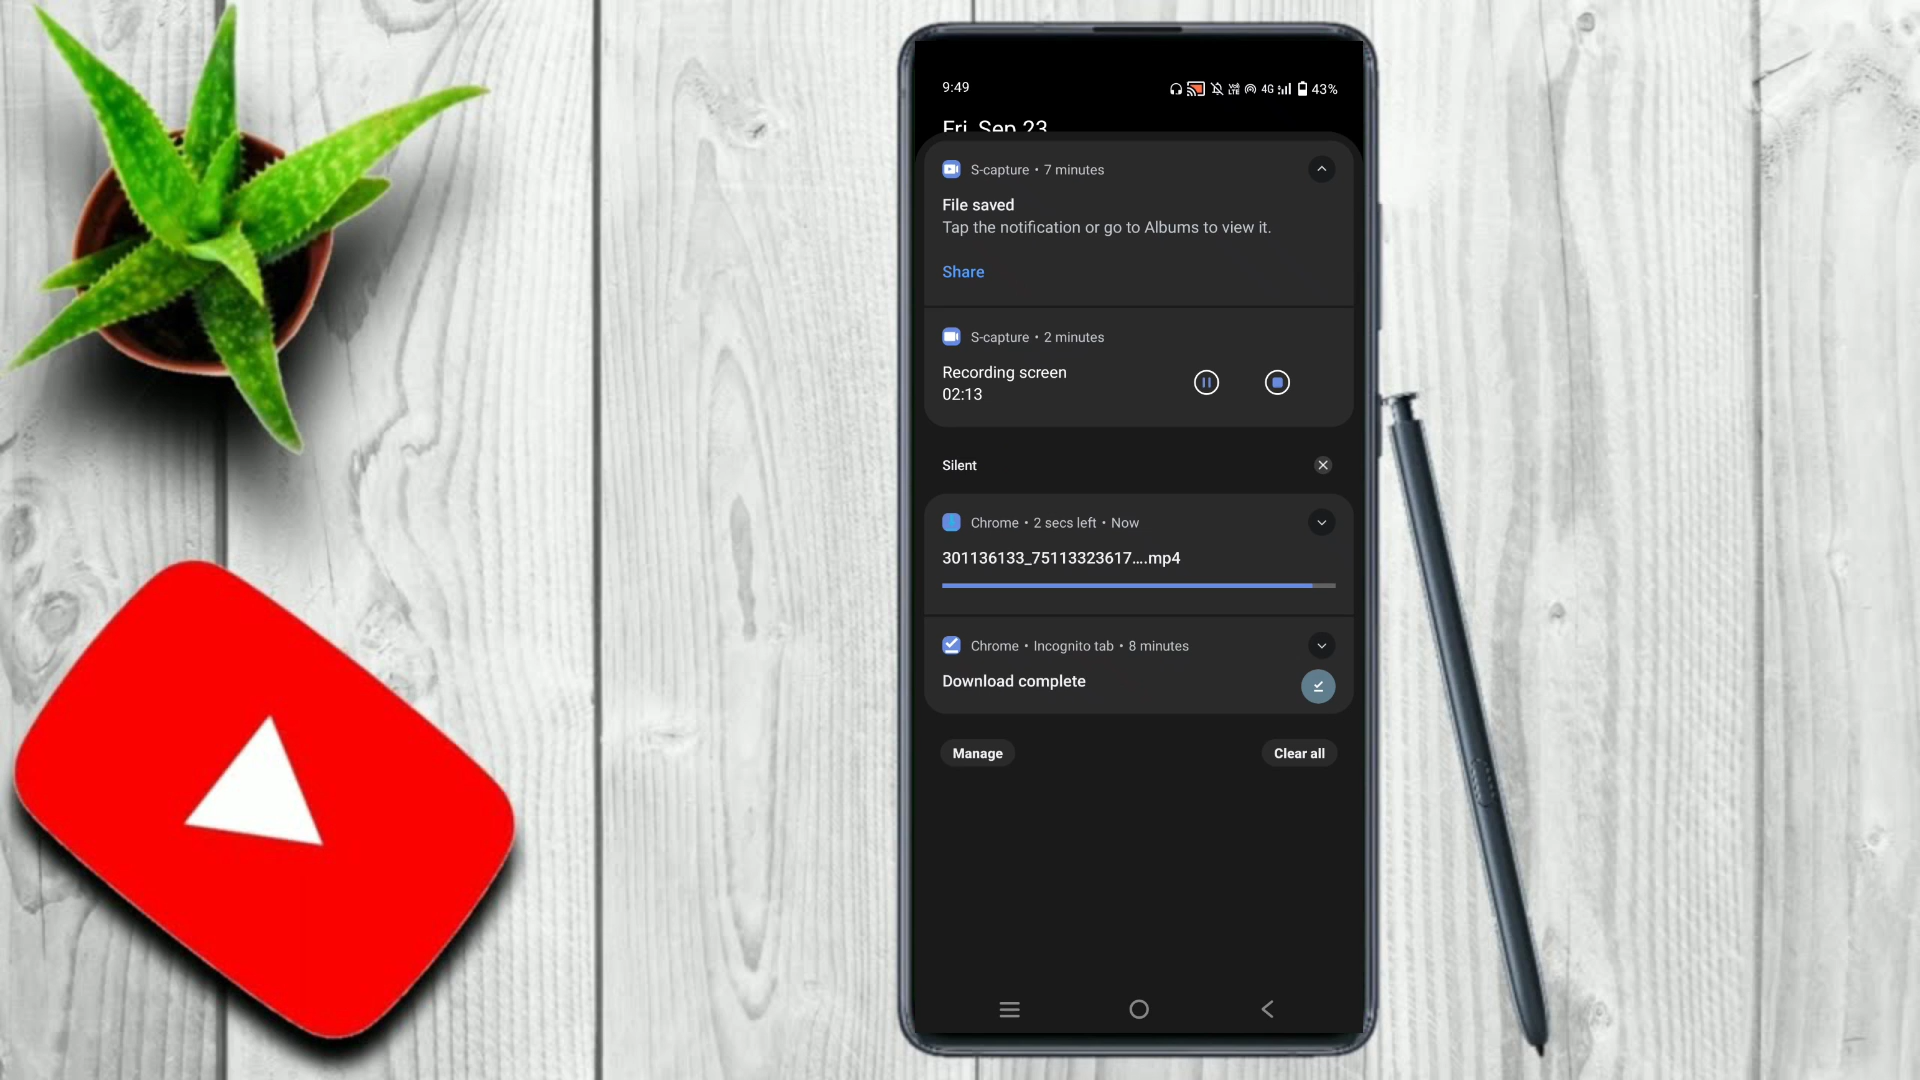 9:49
4G 43%
Fri, Sep 23
S-capture • 7 minutes
File saved
Tap the notification or go to Albums to view it.
Share
S-capture • 2 minutes
Recording screen
02:13
Silent
Chrome • 2 secs left • Now
301136133_75113323617....mp4
Chrome • Incognito tab • 8 minutes
Download complete
Manage
Clear all